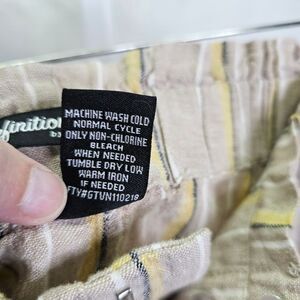 finition
MACHINE WASH COLD
NORMAL CYCLE
ONLY NON-CHLORINE
BLEACH
WHEN NEEDED
TUMBLE DRY LOW
WARM IRON
IF NEEDED
FTY#GTVN110218